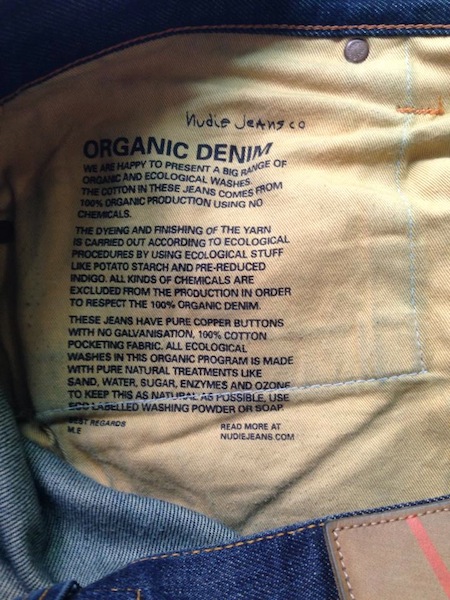 Nudie Jeans co
ORGANIC DENIM
WE ARE HAPPY TO PRESENT A BIG RANGE OF
ORGANIC AND ECOLOGICAL WASHES.
THE COTTON IN THESE JEANS COMES FROM
100% ORGANIC PRODUCTION USING NO
CHEMICALS.
THE DYEING AND FINISHING OF THE YARN
IS CARRIED OUT ACCORDING TO ECOLOGICAL
PROCEDURES BY USING ECOLOGICAL STUFF
LIKE POTATO STARCH AND PRE-REDUCED
INDIGO. ALL KINDS OF CHEMICALS ARE
EXCLUDED FROM THE PRODUCTION IN ORDER
TO RESPECT THE 100% ORGANIC DENIM.
THESE JEANS HAVE PURE COPPER BUTTONS
WITH NO GALVANISATION, 100% COTTON
POCKETING FABRIC. ALL ECOLOGICAL
WASHES IN THIS ORGANIC PROGRAM IS MADE
WITH PURE NATURAL TREATMENTS LIKE
SAND, WATER, SUGAR, ENZYMES AND OZONE
TO KEEP THIS AS NATURAL AS POSSIBLE, USE
ECO LABELLED WASHING POWDER OR SOAP.
BEST REGARDS
M.E
READ MORE AT
NUDIEJEANS.COM